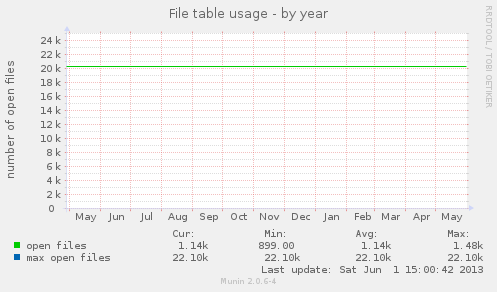 File table usage - by year
RRDTOOL / TOBI OETIKER
number of open files
24 k
22 k
20 k
18 k
16 k
14 k
12 k
10 k
8 k
6 k
4 k
2 k
0
May Jun Jul Aug Sep Oct Nov Dec Jan Feb Mar Apr May
Cur: Min: Avg: Max:
open files 1.14k 899.00 1.14k 1.48k
max open files 22.10k 22.10k 22.10k 22.10k
Last update: Sat Jun 1 15:00:42 2013
Munin 2.0.6-4